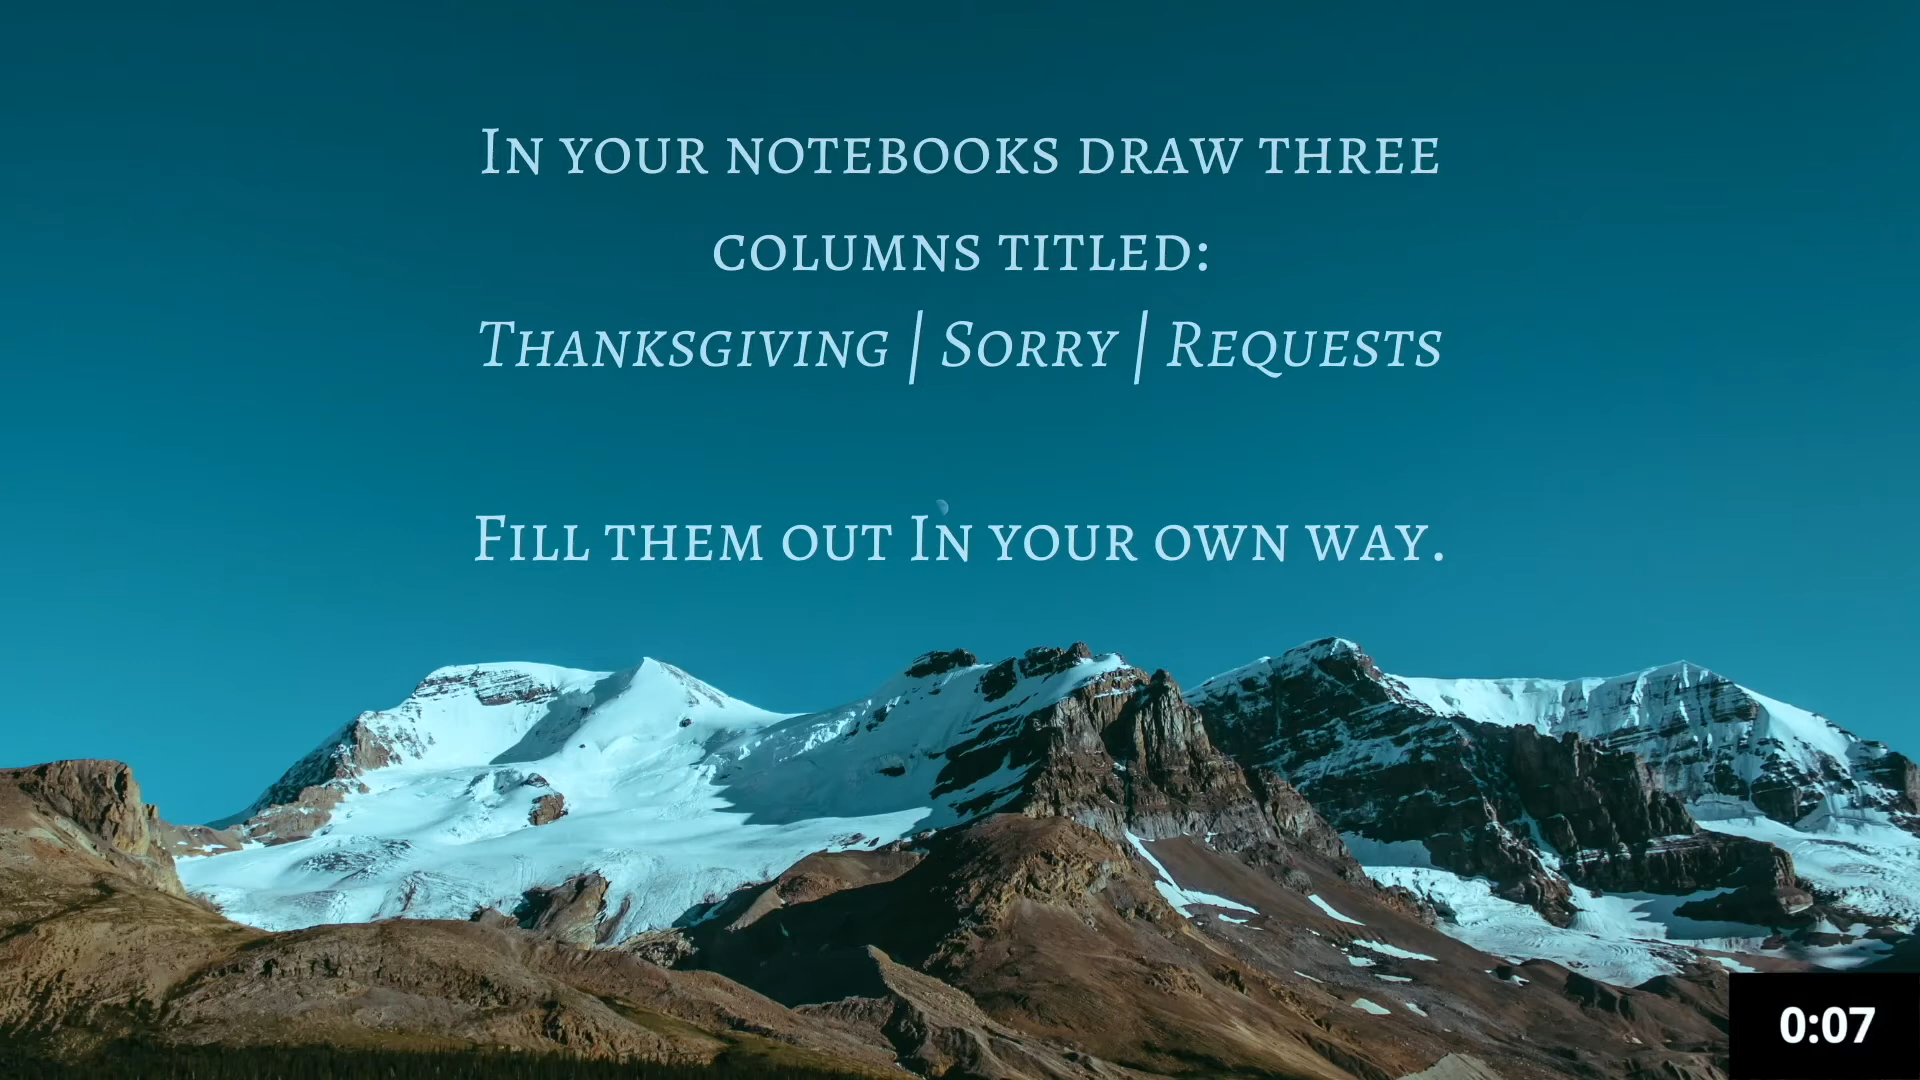 In your notebooks draw three
columns titled:
Thanksgiving | Sorry | Requests
Fill them out In your own way.
0:07